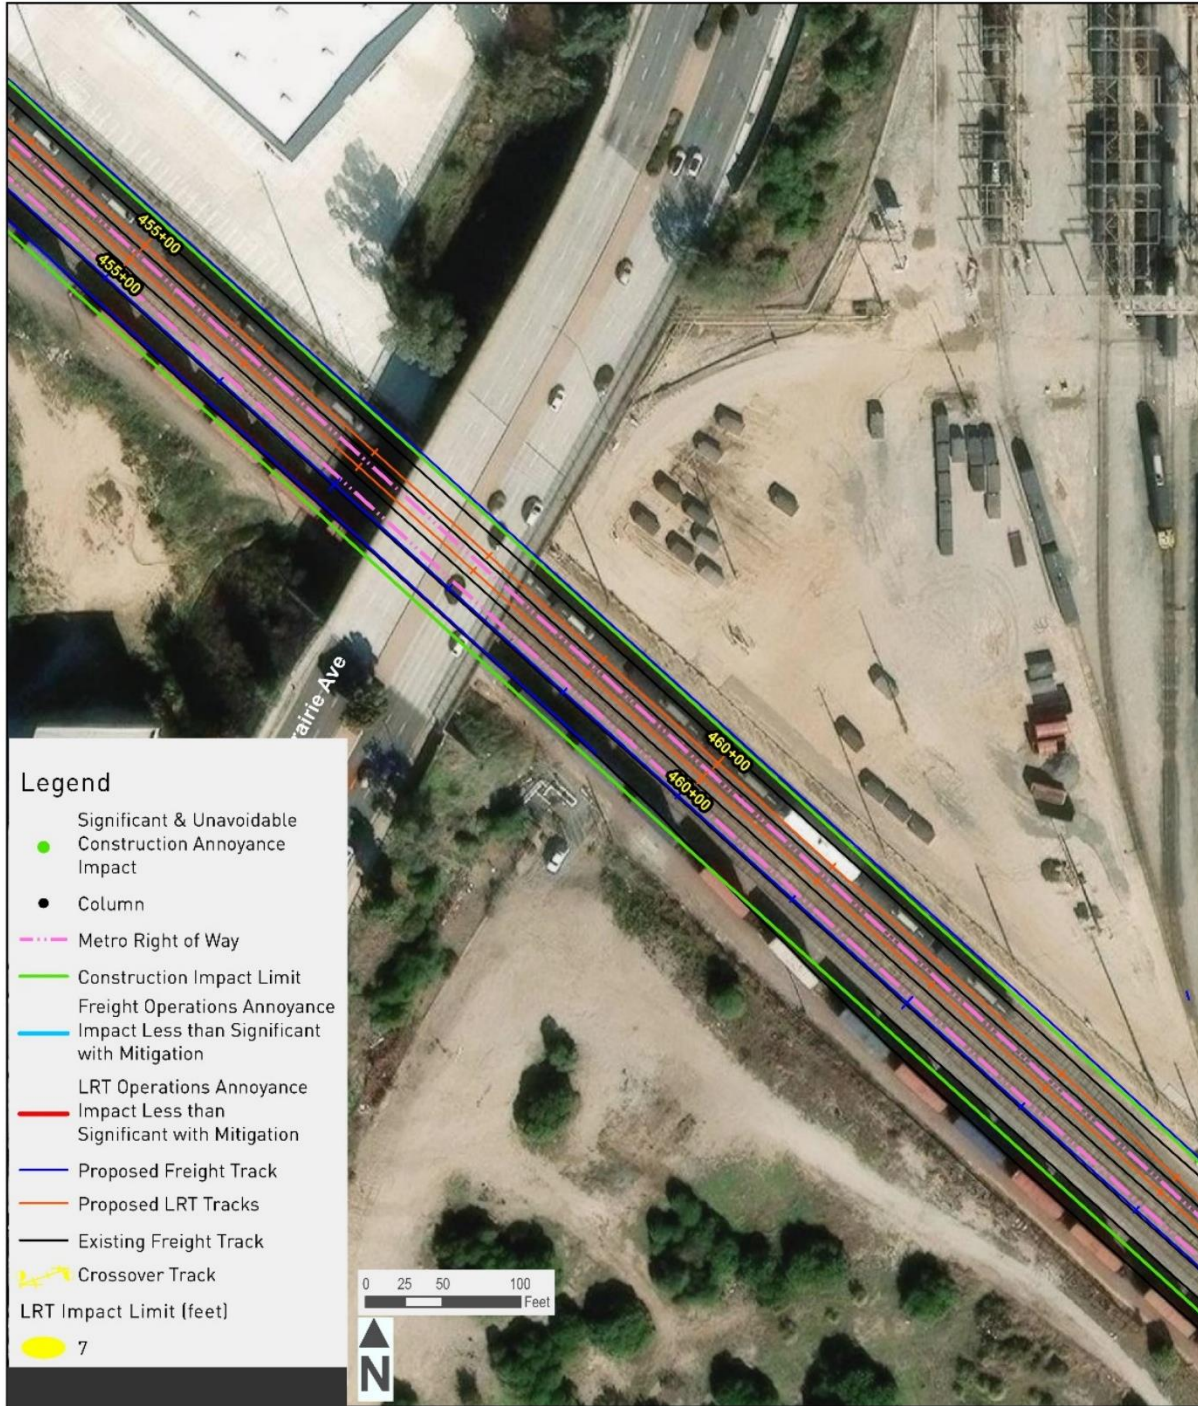 455+00
455+00
rairie Ave
460+00
460+00
Legend
Significant & Unavoidable
Construction Annoyance
Impact
Column
Metro Right of Way
Construction Impact Limit
Freight Operations Annoyance
Impact Less than Significant
with Mitigation
LRT Operations Annoyance
Impact Less than
Significant with Mitigation
Proposed Freight Track
Proposed LRT Tracks
Existing Freight Track
Crossover Track
LRT Impact Limit (feet)
7
0 25 50 100
Feet
N